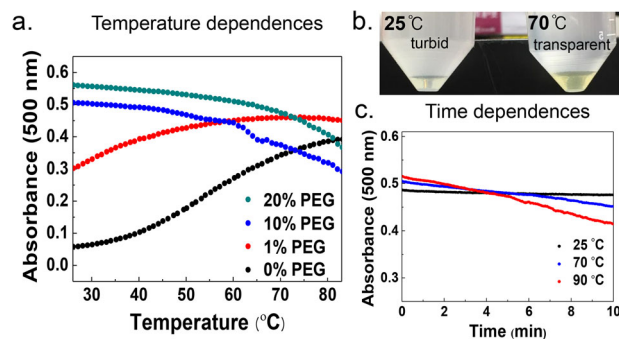 a.
Temperature dependences
Absorbance (500 nm)
0.6
0.5
0.4
0.3
0.2
0.1
0.0
20% PEG
10% PEG
1% PEG
0% PEG
30 40 50 60 70 80
Temperature (°C)
b.
25°C
turbid
70°C
transparent
c.
Time dependences
Absorbance (500 nm)
0.6
0.5
0.4
0.3
25 °C
70 °C
90 °C
0 2 4 6 8 10
Time (min)